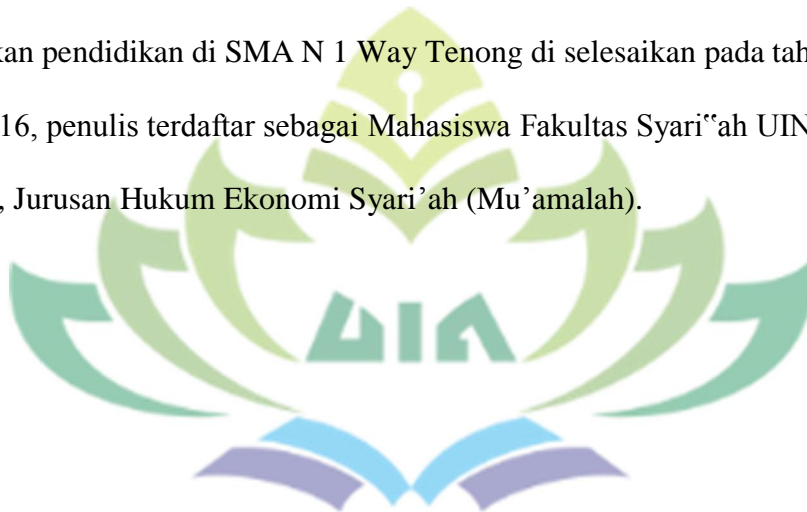 kan pendidikan di SMA N 1 Way Tenong di selesaikan pada tah
16, penulis terdaftar sebagai Mahasiswa Fakultas Syari‟ah UIN
, Jurusan Hukum Ekonomi Syari’ah (Mu’amalah).
UIN